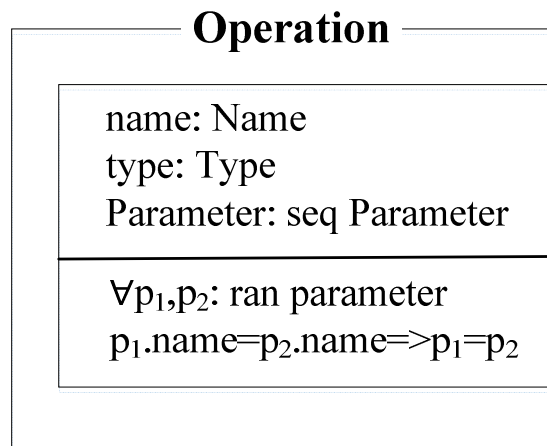 Operation
name: Name
type: Type
Parameter: seq Parameter
∀p₁,p₂: ran parameter
p₁.name=p₂.name=>p₁=p₂